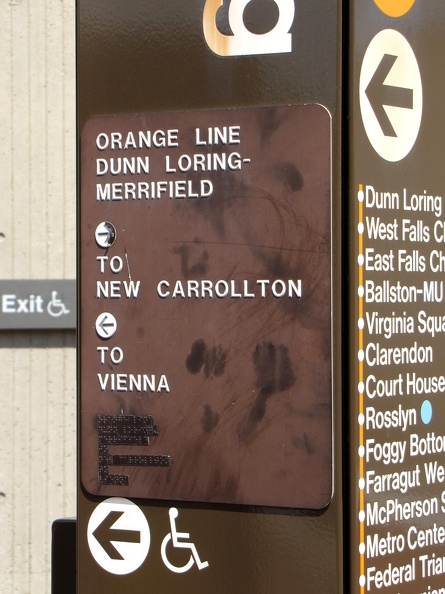 ORANGE LINE
DUNN LORING-
MERRIFIELD
TO
NEW CARROLLTON
TO
VIENNA
Exit
Dunn Loring
West Falls Ch
East Falls Ch
Ballston-MU
Virginia Squa
Clarendon
Court House
Rosslyn
Foggy Botto
Farragut We
McPherson S
Metro Cente
Federal Tria